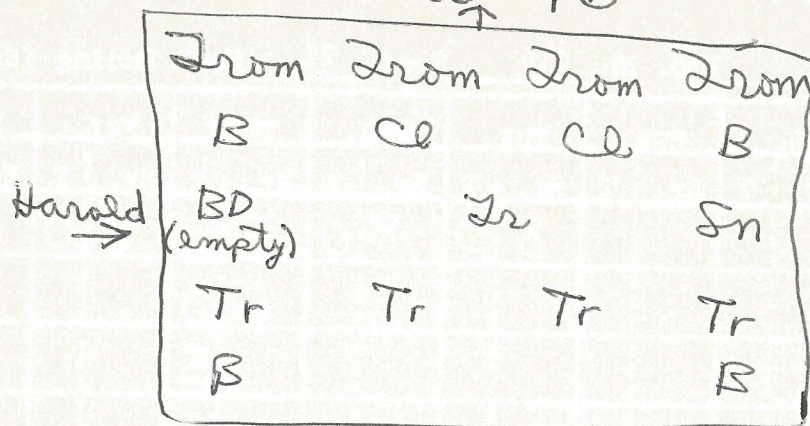 Trom Trom Trom Trom
B Cl Cl B
Harold BD Tr Sn
(empty)
Tr Tr Tr Tr
B B